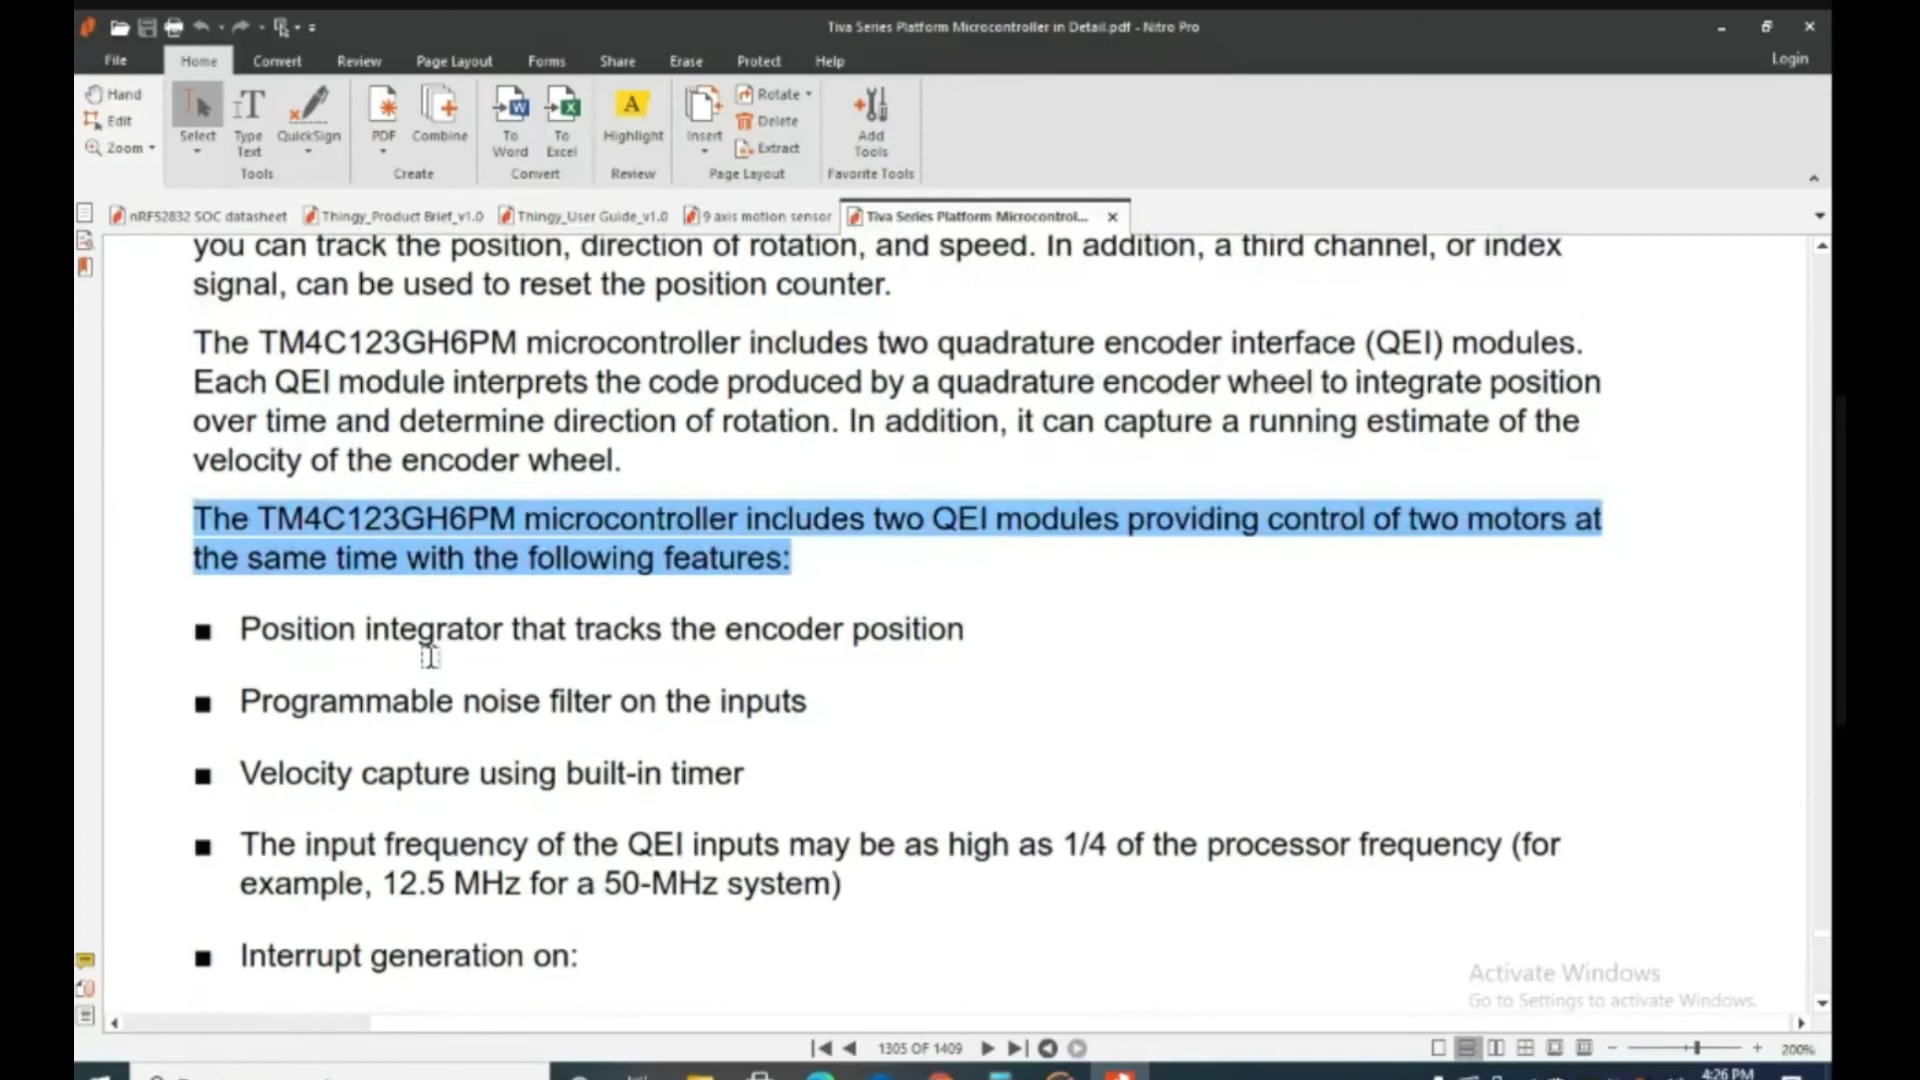 Tiva Series Platform Microcontroller in Detail.pdf - Nitro Pro
File Home Convert Review Page Layout Forms Share Erase Protect Help Login
Hand
Edit
Zoom
Select
Type Text
QuickSign
Tools
PDF
Combine
Create
To Word
To Excel
Convert
Highlight
Review
Insert
Rotate
Delete
Extract
Page Layout
Add Tools
Favorite Tools
nRF52832 SOC datasheet Thingy_Product Brief_v1.0 Thingy_User Guide_v1.0 9 axis motion sensor Tiva Series Platform Microcontrol...
you can track the position, direction of rotation, and speed. In addition, a third channel, or index
signal, can be used to reset the position counter.
The TM4C123GH6PM microcontroller includes two quadrature encoder interface (QEI) modules.
Each QEI module interprets the code produced by a quadrature encoder wheel to integrate position
over time and determine direction of rotation. In addition, it can capture a running estimate of the
velocity of the encoder wheel.
The TM4C123GH6PM microcontroller includes two QEI modules providing control of two motors at
the same time with the following features:
■ Position integrator that tracks the encoder position
■ Programmable noise filter on the inputs
■ Velocity capture using built-in timer
■ The input frequency of the QEI inputs may be as high as 1/4 of the processor frequency (for
example, 12.5 MHz for a 50-MHz system)
■ Interrupt generation on:
Activate Windows
Go to Settings to activate Windows.
1305 OF 1409
200%
4:26 PM